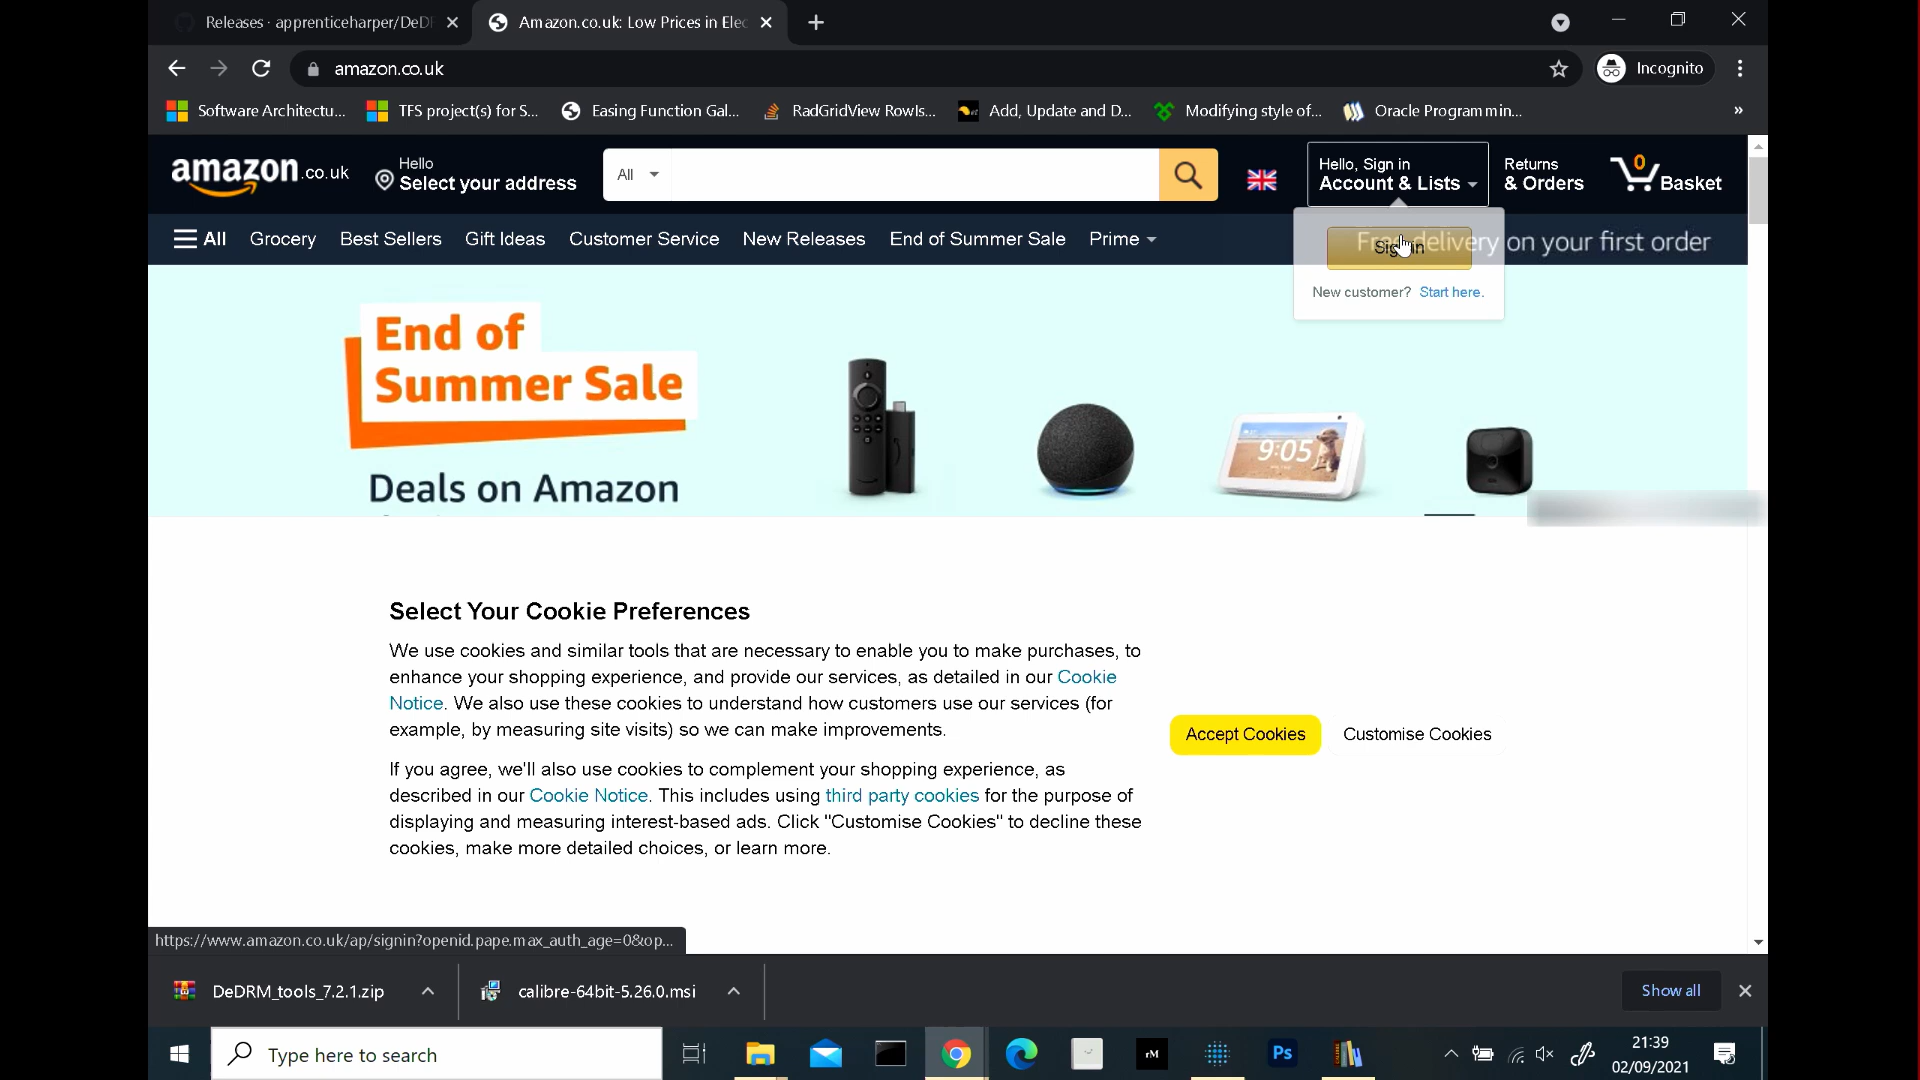 Releases · apprenticeharper/DeD
Amazon.co.uk: Low Prices in Elec
amazon.co.uk
Incognito
Software Architectu...
TFS project(s) for S...
Easing Function Gal...
RadGridView RowIs...
Add, Update and D...
Modifying style of...
Oracle Programmin...
»
amazon.co.uk
Hello
Select your address
All
Hello, Sign in
Account & Lists
Returns
& Orders
0
Basket
All
Grocery
Best Sellers
Gift Ideas
Customer Service
New Releases
End of Summer Sale
Prime
Free delivery on your first order
Sign in
New customer? Start here.
End of
Summer Sale
Deals on Amazon
9:05
Select Your Cookie Preferences
We use cookies and similar tools that are necessary to enable you to make purchases, to
enhance your shopping experience, and provide our services, as detailed in our Cookie
Notice. We also use these cookies to understand how customers use our services (for
example, by measuring site visits) so we can make improvements.
If you agree, we'll also use cookies to complement your shopping experience, as
described in our Cookie Notice. This includes using third party cookies for the purpose of
displaying and measuring interest-based ads. Click "Customise Cookies" to decline these
cookies, make more detailed choices, or learn more.
Accept Cookies
Customise Cookies
https://www.amazon.co.uk/ap/signin?openid.pape.max_auth_age=0&op...
DeDRM_tools_7.2.1.zip
calibre-64bit-5.26.0.msi
Show all
Type here to search
rM
Ps
21:39
02/09/2021